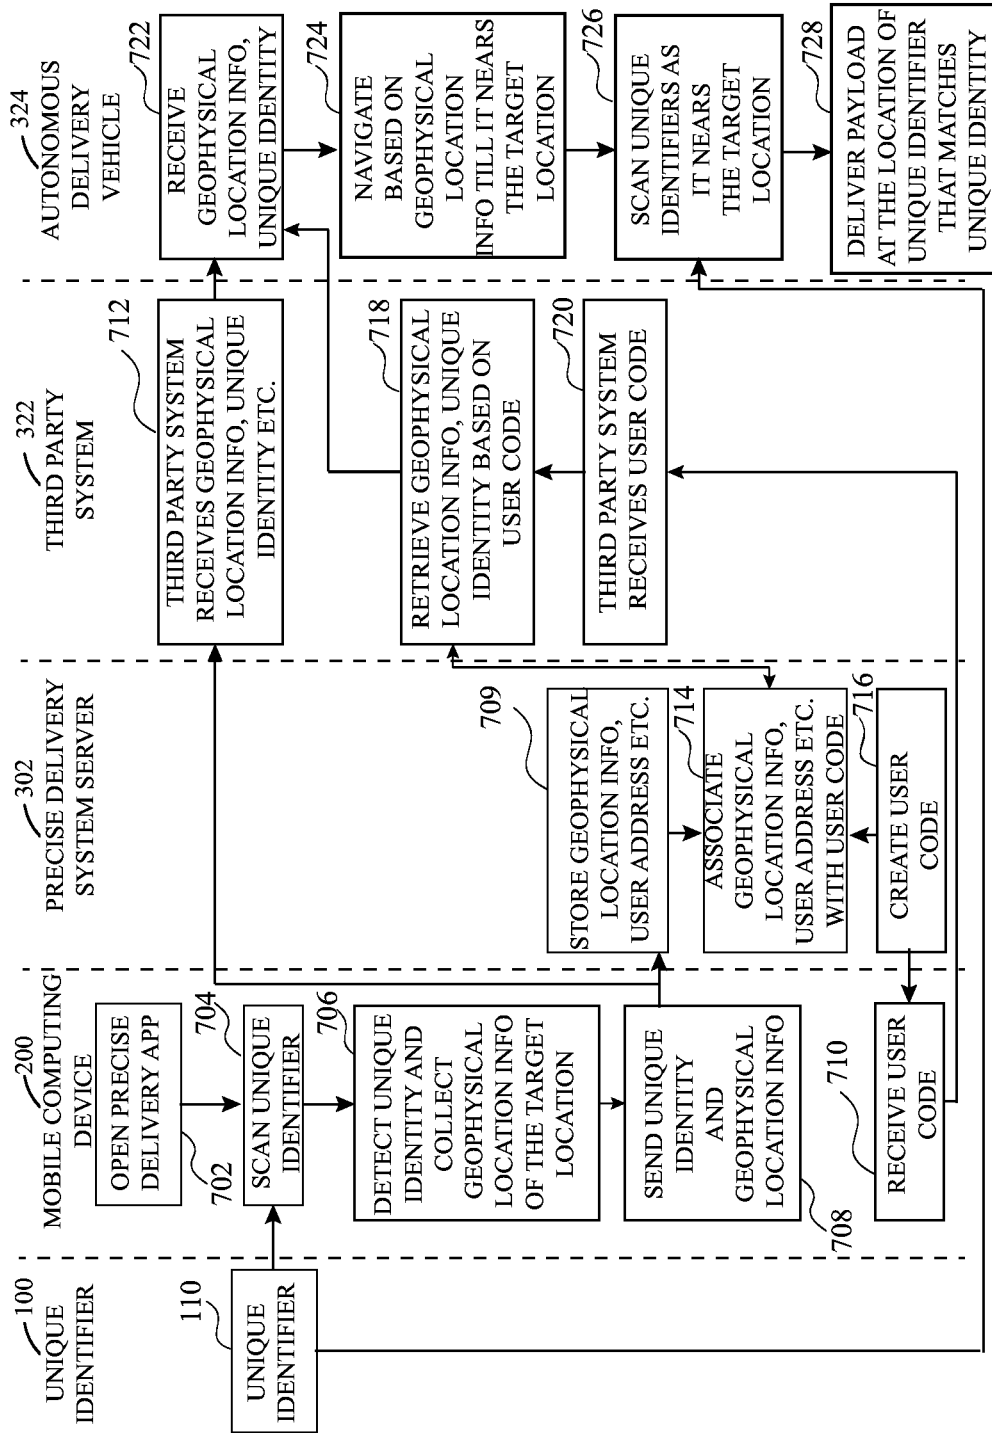 100
UNIQUE
IDENTIFIER
110
UNIQUE IDENTIFIER
200
MOBILE COMPUTING
DEVICE
OPEN PRECISE
DELIVERY APP
702
704
SCAN UNIQUE
IDENTIFIER
706
DETECT UNIQUE
IDENTITY AND
COLLECT
GEOPHYSICAL
LOCATION INFO
OF THE TARGET
LOCATION
SEND UNIQUE
IDENTITY
AND
GEOPHYSICAL
LOCATION INFO
708
710
RECEIVE USER
CODE
302
PRECISE DELIVERY
SYSTEM SERVER
709
STORE GEOPHYSICAL
LOCATION INFO,
USER ADDRESS ETC.
714
ASSOCIATE
GEOPHYSICAL
LOCATION INFO,
USER ADDRESS ETC.
WITH USER CODE
716
CREATE USER
CODE
322
THIRD PARTY
SYSTEM
712
THIRD PARTY SYSTEM
RECEIVES GEOPHYSICAL
LOCATION INFO, UNIQUE
IDENTITY ETC.
718
RETRIEVE GEOPHYSICAL
LOCATION INFO, UNIQUE
IDENTITY BASED ON
USER CODE
720
THIRD PARTY SYSTEM
RECEIVES USER CODE
324
AUTONOMOUS
DELIVERY
VEHICLE
722
RECEIVE
GEOPHYSICAL
LOCATION INFO,
UNIQUE IDENTITY
724
NAVIGATE
BASED ON
GEOPHYSICAL
LOCATION
INFO TILL IT NEARS
THE TARGET
LOCATION
726
SCAN UNIQUE
IDENTIFIERS AS
IT NEARS
THE TARGET
LOCATION
728
DELIVER PAYLOAD
AT THE LOCATION OF
UNIQUE IDENTIFIER
THAT MATCHES
UNIQUE IDENTITY